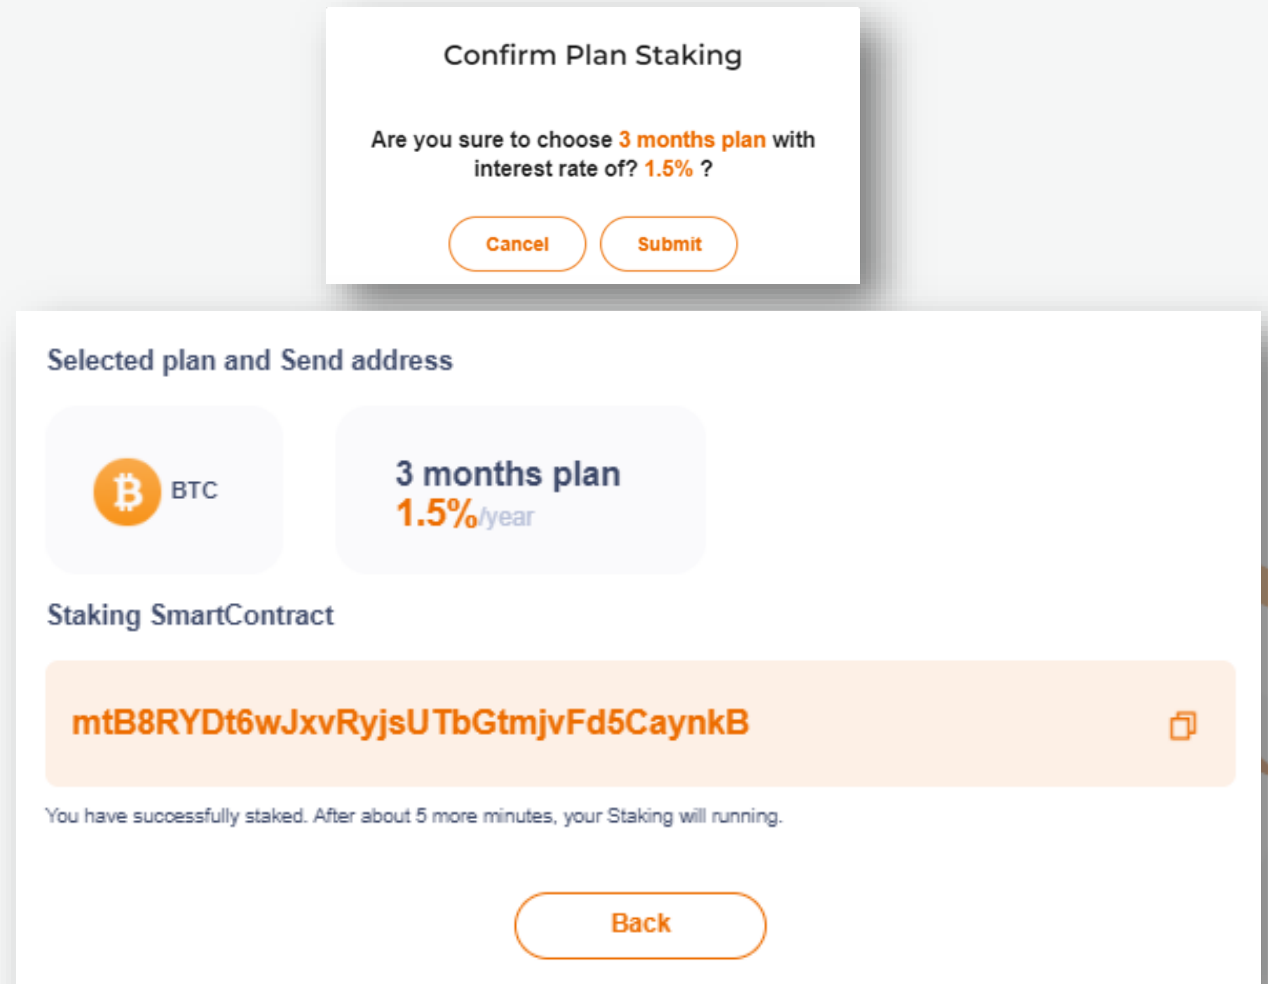 Confirm Plan Staking
Are you sure to choose 3 months plan with
interest rate of? 1.5% ?
Cancel Submit
Selected plan and Send address
BTC
3 months plan
1.5%/year
Staking SmartContract
mtB8RYDt6wJxvRyjsUTbGtmjvFd5CaynkB
You have successfully staked. After about 5 more minutes, your Staking will running.
Back